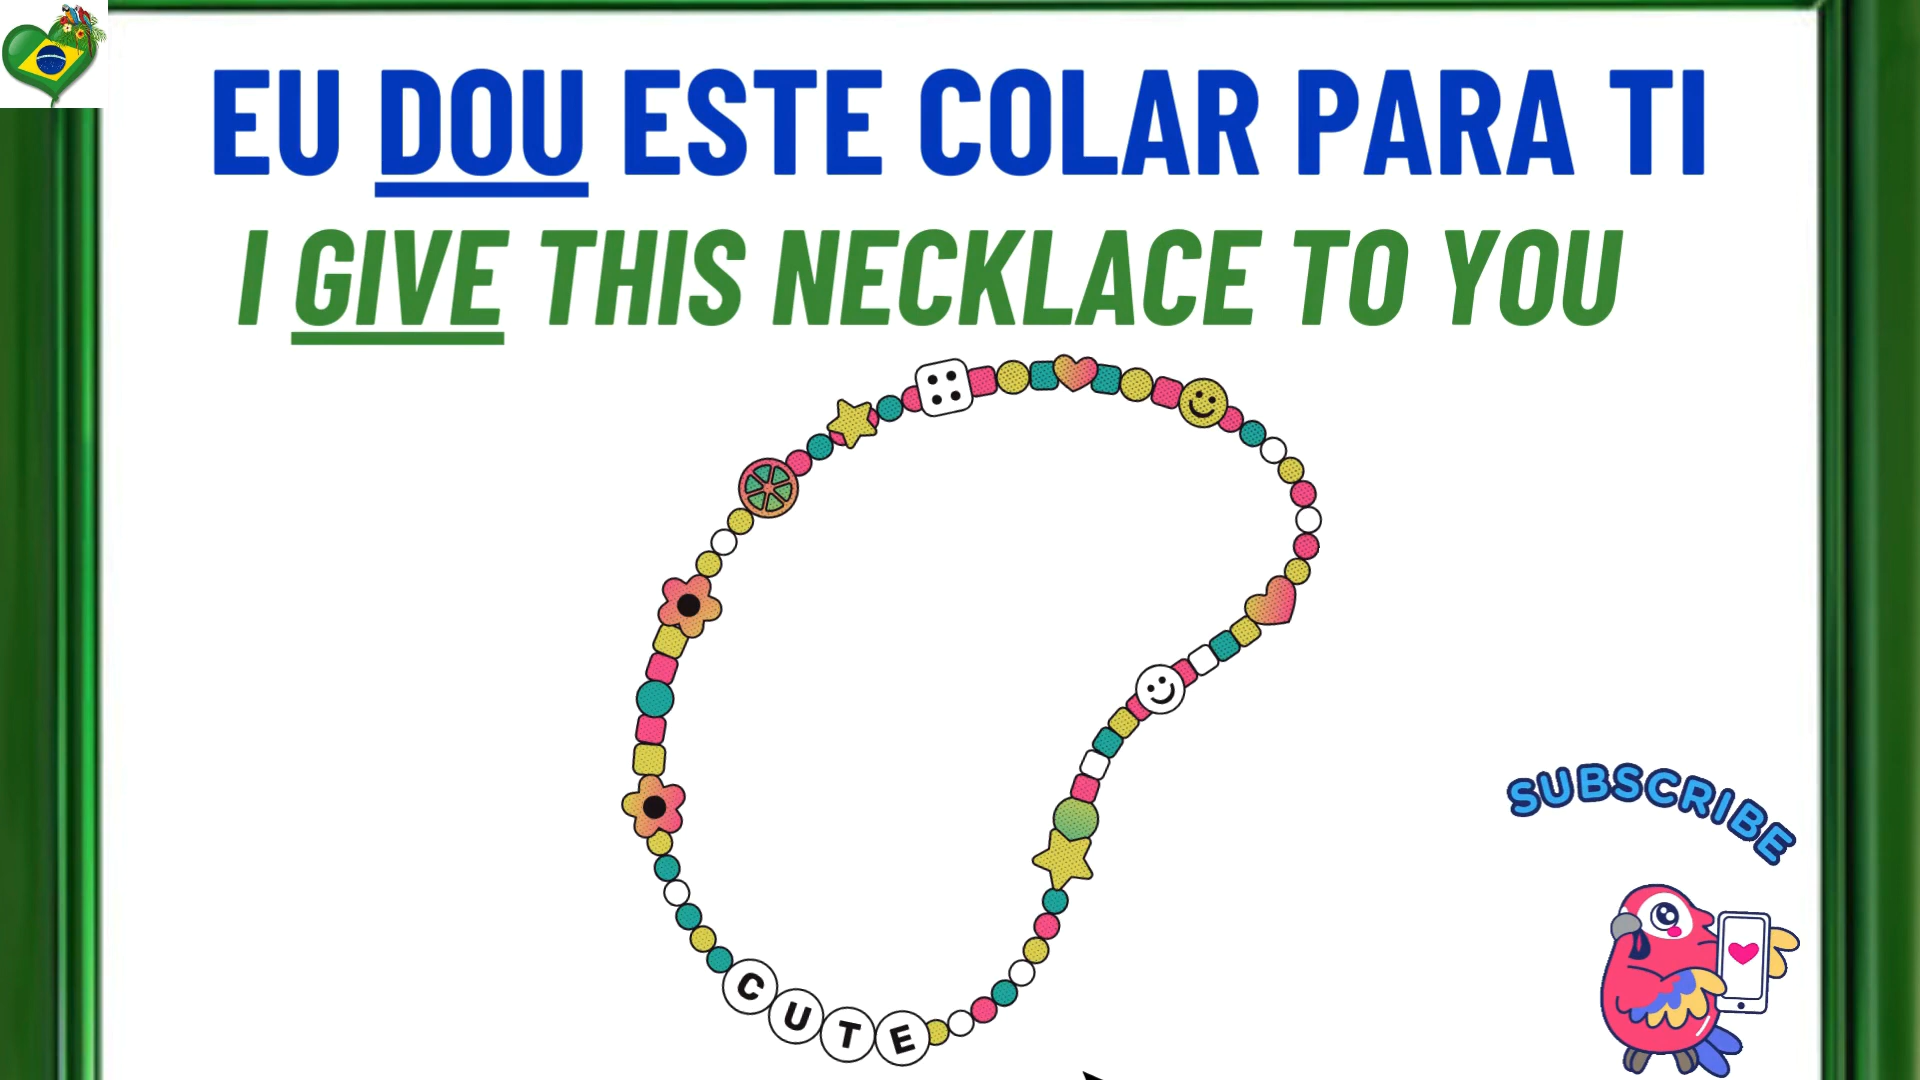 EU DOU ESTE COLAR PARA TI
I GIVE THIS NECKLACE TO YOU
SUBSCRIBE
CUTE